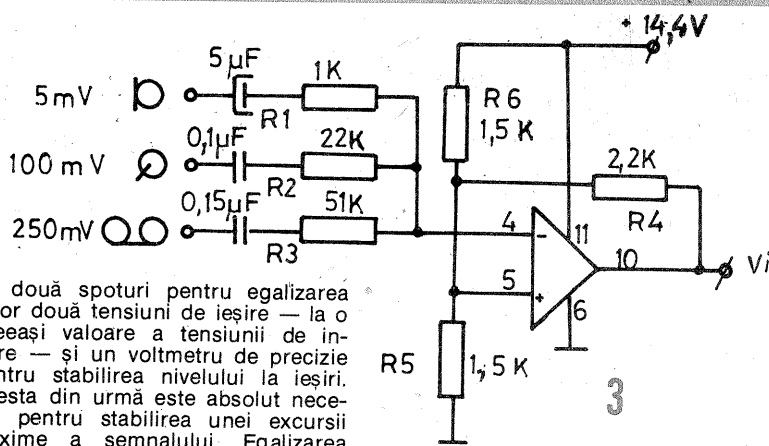 + 14,4V
5µF
1K
5mV
R1
R6
1,5 K
0,1µF
22K
100 mV
R2
2,2K
0,15µF
51K
R4
250mV
R3
4
-
11
10
Vi
5
+
6
R5
1,5 K
3
două spoturi pentru egalizarea
or două tensiuni de ieșire — la o
eeași valoare a tensiunii de in-
re — și un voltmetru de precizie
ntru stabilirea nivelului la ieșiri.
esta din urmă este absolut nece-
pentru stabilirea unei excursii
xime a semnalului. Egalizarea